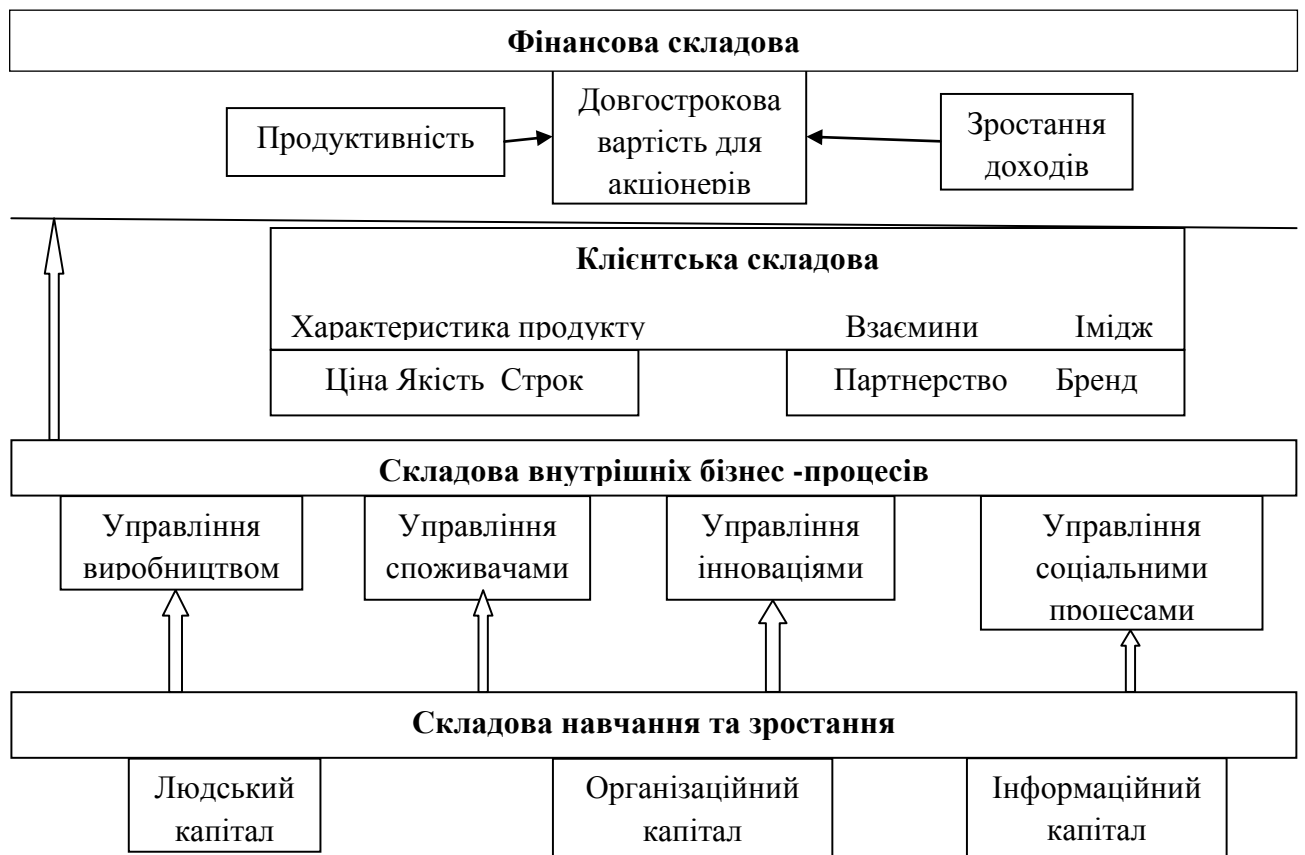 Фінансова складова
Продуктивність
Довгострокова
вартість для
акціонерів
Зростання
доходів
Клієнтська складова
Характеристика продукту Взаємини Імідж
Ціна Якість Строк Партнерство Бренд
Складова внутрішніх бізнес -процесів
Управління
виробництвом
Управління
споживачами
Управління
інноваціями
Управління
соціальними
процесами
Складова навчання та зростання
Людський
капітал
Організаційний
капітал
Інформаційний
капітал